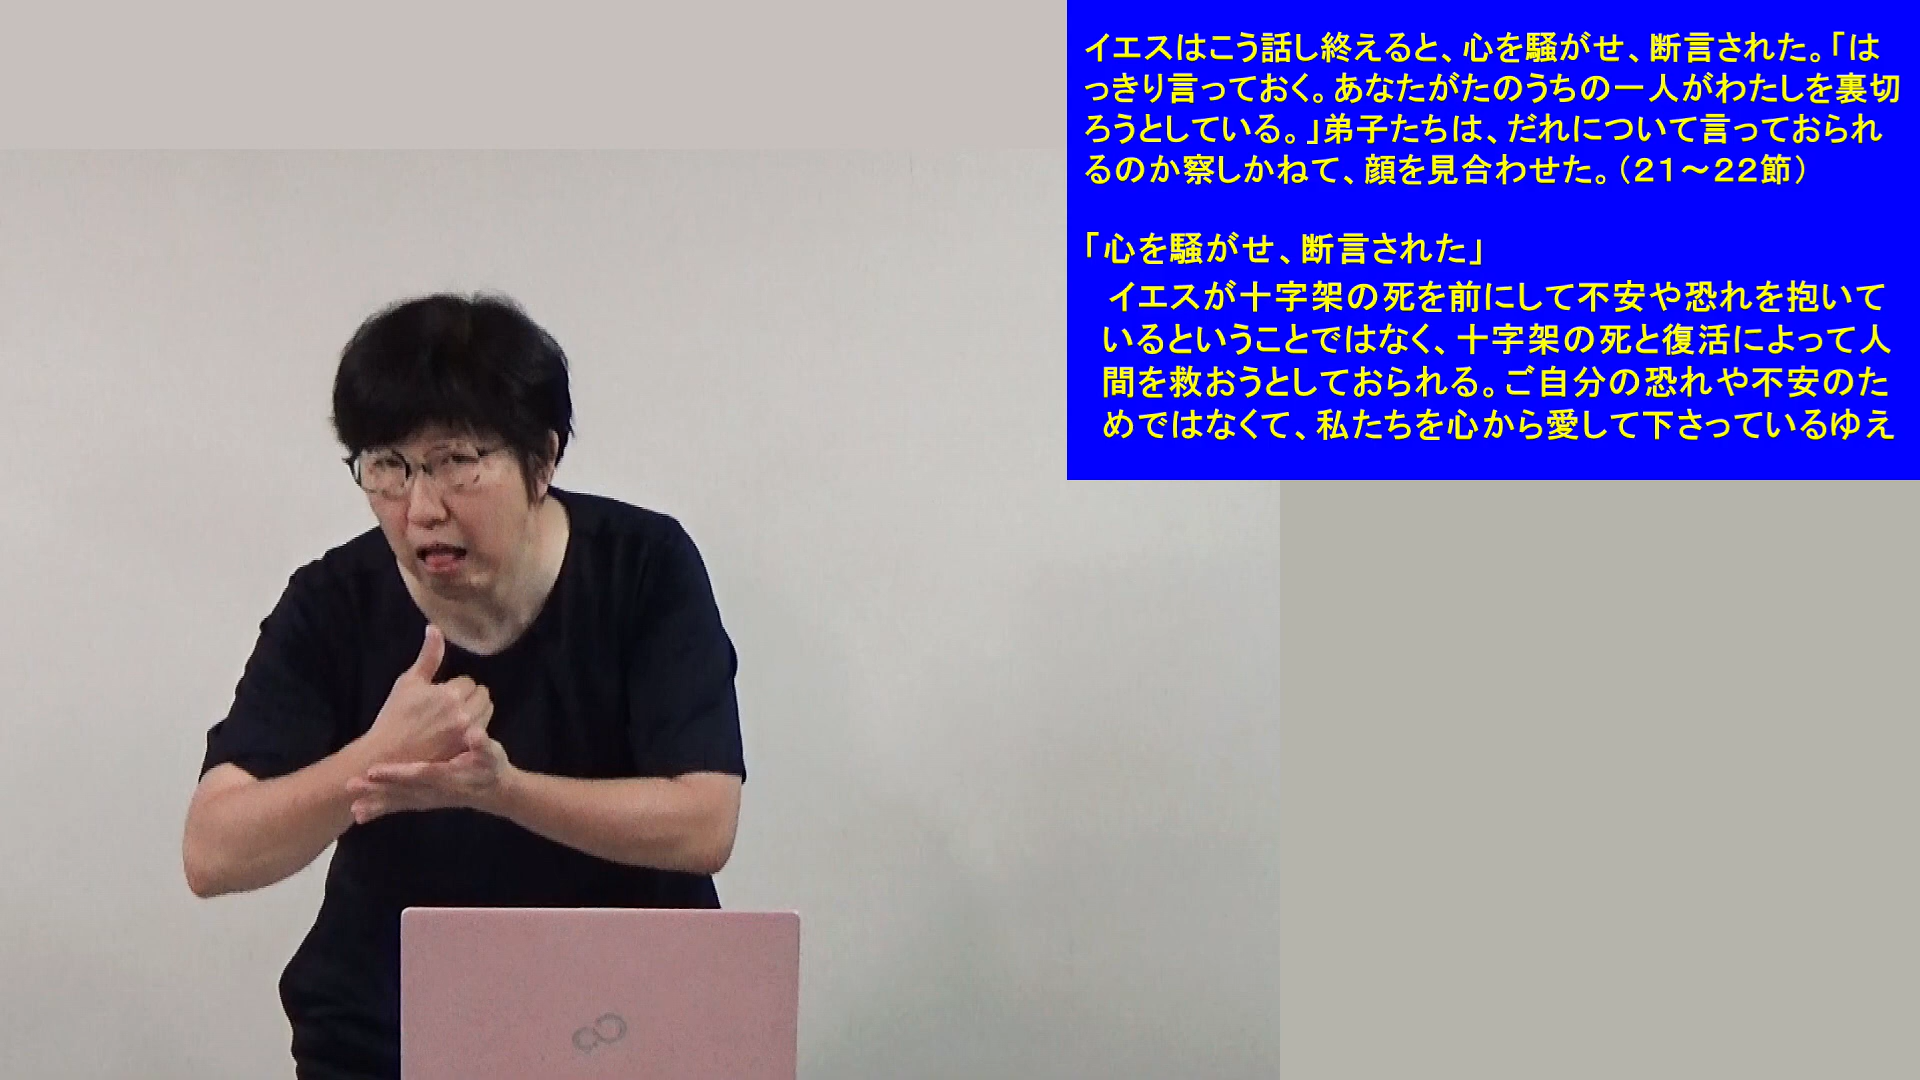 イエスはこう話し終えると、心を騒がせ、断言された。「は
っきり言っておく。あなたがたのうちの一人がわたしを裏切
ろうとしている。」弟子たちは、だれについて言っておられ
るのか察しかねて、顔を見合わせた。（２１～２２節）
「心を騒がせ、断言された」
イエスが十字架の死を前にして不安や恐れを抱いて
いるということではなく、十字架の死と復活によって人
間を救おうとしておられる。ご自分の恐れや不安のた
めではなくて、私たちを心から愛して下さっているゆえ